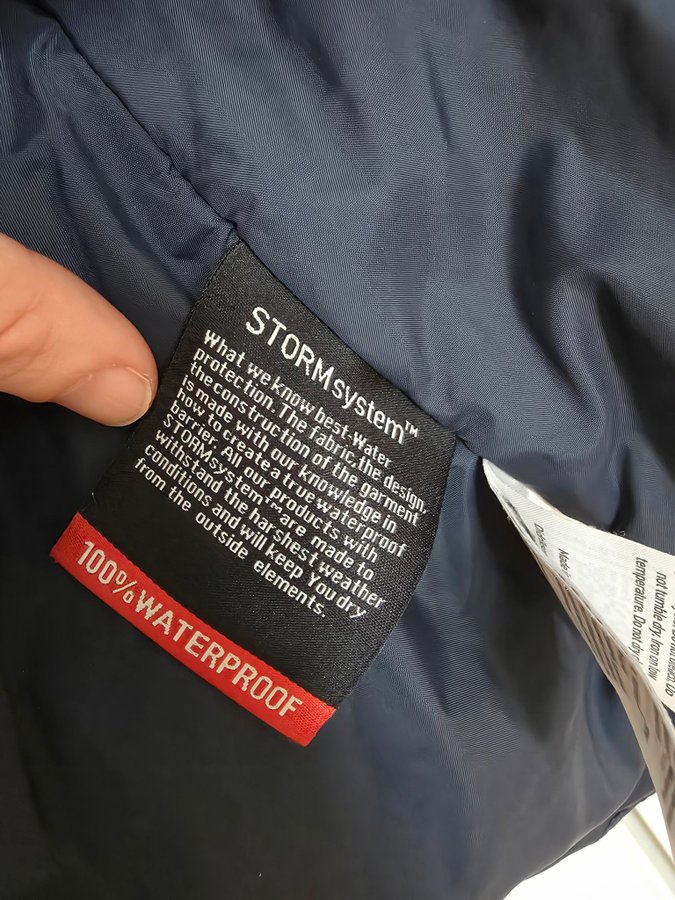 STORMsystem™
What we know best-Water
protection. The fabric, the design,
the construction of the garment
is made with our knowledge in
how to create a true waterproof
barrier. All our products with
STORMsystem™ are made to
withstand the harshest weather
conditions and will keep You dry
from the outside elements.
100% WATERPROOF
not tumble dry. Iron on low
temperature. Do not dry
Made